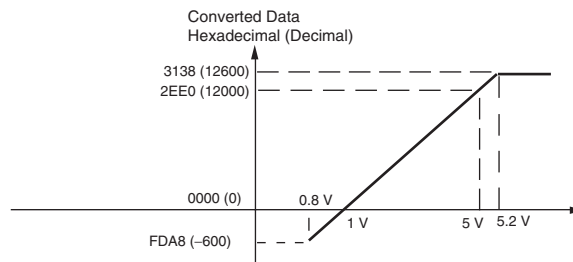 Converted Data
Hexadecimal (Decimal)
3138 (12600)
2EE0 (12000)
0000 (0)
0.8 V
1 V
5 V
5.2 V
FDA8 (–600)